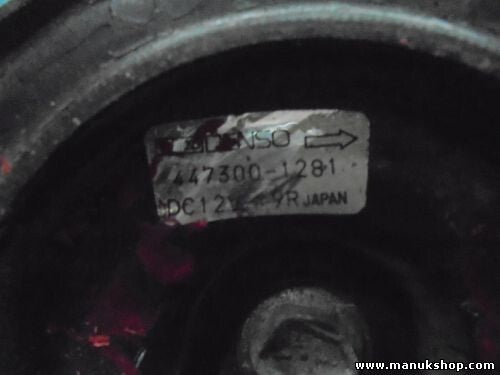 DENSO
447300-1281
DC12V 9R JAPAN
www.manukshop.com